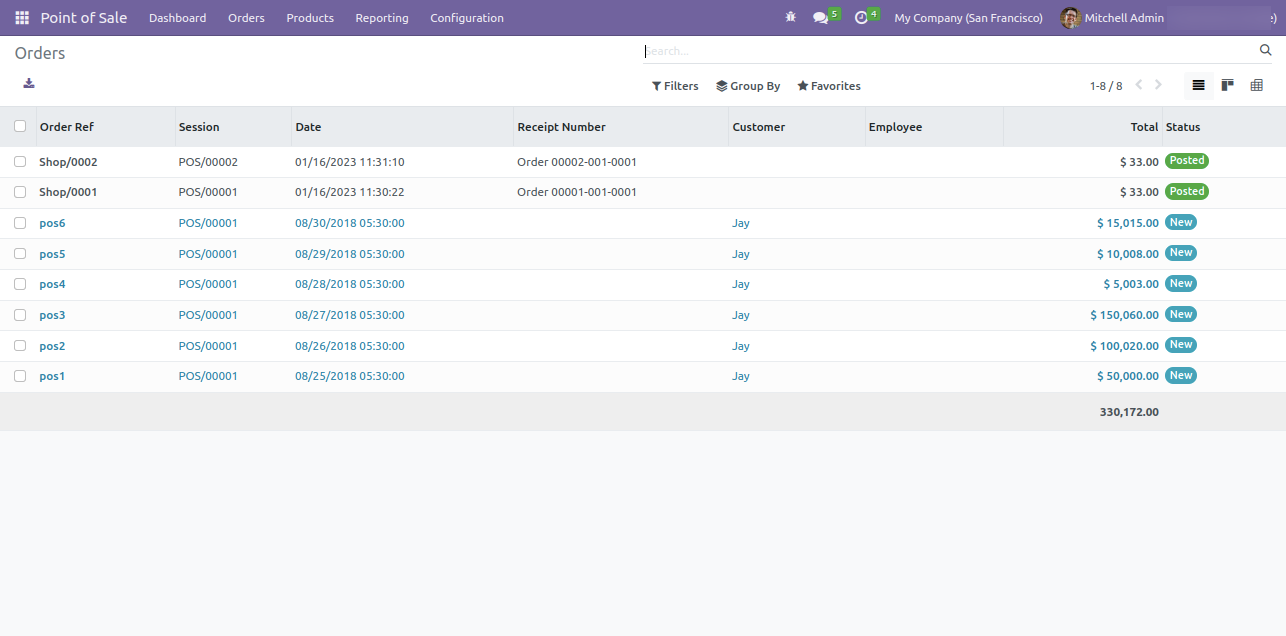 Point of Sale Dashboard Orders Products Reporting Configuration 5 4 My Company (San Francisco) Mitchell Admin
Orders Search...
Filters Group By Favorites 1-8 / 8
Order Ref Session Date Receipt Number Customer Employee Total Status
Shop/0002 POS/00002 01/16/2023 11:31:10 Order 00002-001-0001 $ 33.00 Posted
Shop/0001 POS/00001 01/16/2023 11:30:22 Order 00001-001-0001 $ 33.00 Posted
pos6 POS/00001 08/30/2018 05:30:00 Jay $ 15,015.00 New
pos5 POS/00001 08/29/2018 05:30:00 Jay $ 10,008.00 New
pos4 POS/00001 08/28/2018 05:30:00 Jay $ 5,003.00 New
pos3 POS/00001 08/27/2018 05:30:00 Jay $ 150,060.00 New
pos2 POS/00001 08/26/2018 05:30:00 Jay $ 100,020.00 New
pos1 POS/00001 08/25/2018 05:30:00 Jay $ 50,000.00 New
330,172.00